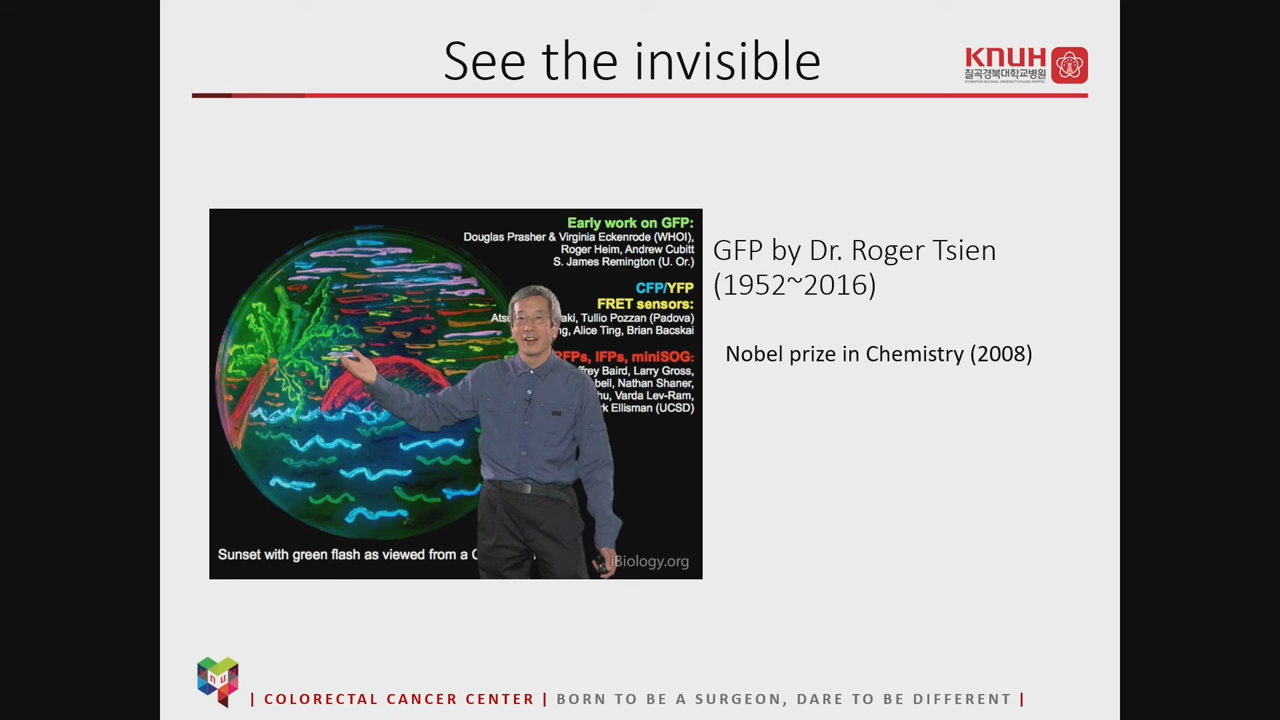 See the invisible
KNUH
칠곡경북대학교병원
Early work on GFP:
Douglas Prasher & Virginia Eckenrode (WHOI),
Roger Heim, Andrew Cubitt
S. James Remington (U. Or.)
CFP/YFP
FRET sensors:
aki, Tullio Pozzan (Padova)
ng, Alice Ting, Brian Bacskai
RFPs, IFPs, miniSOG:
ffrey Baird, Larry Gross,
bell, Nathan Shaner,
hu, Varda Lev-Ram,
rk Ellisman (UCSD)
Sunset with green flash as viewed from a
iBiology.org
GFP by Dr. Roger Tsien
(1952~2016)
Nobel prize in Chemistry (2008)
| COLORECTAL CANCER CENTER | BORN TO BE A SURGEON, DARE TO BE DIFFERENT |